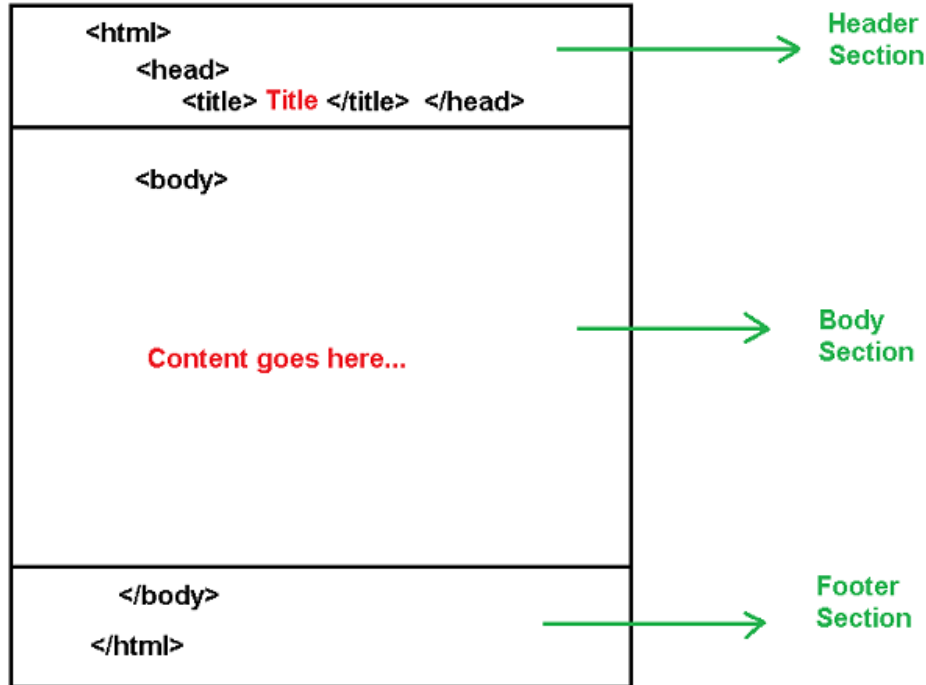 <html>
<head>
<title> Title </title> </head>
Header
Section
<body>
Content goes here...
Body
Section
</body>
</html>
Footer
Section